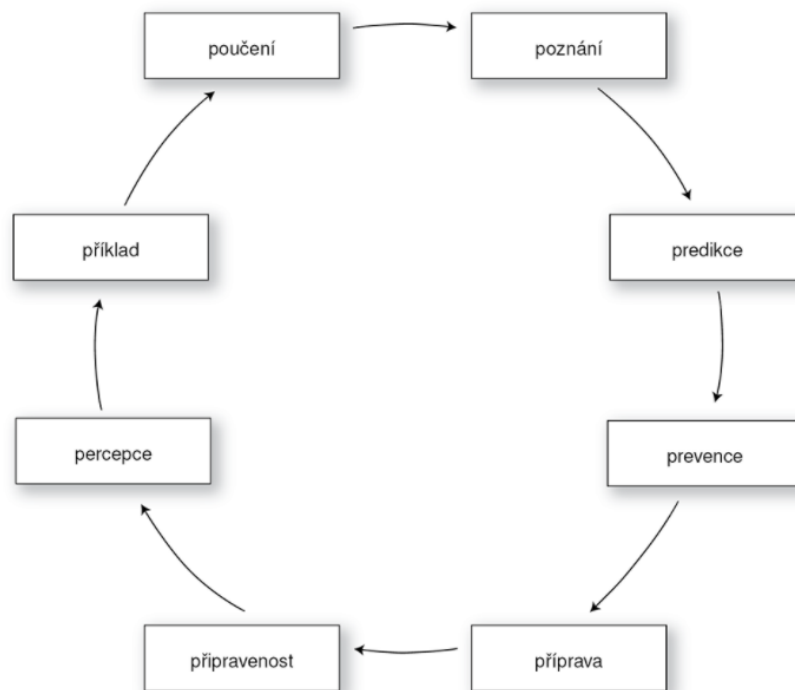 poučení
poznání
predikce
prevence
příprava
připravenost
percepce
příklad